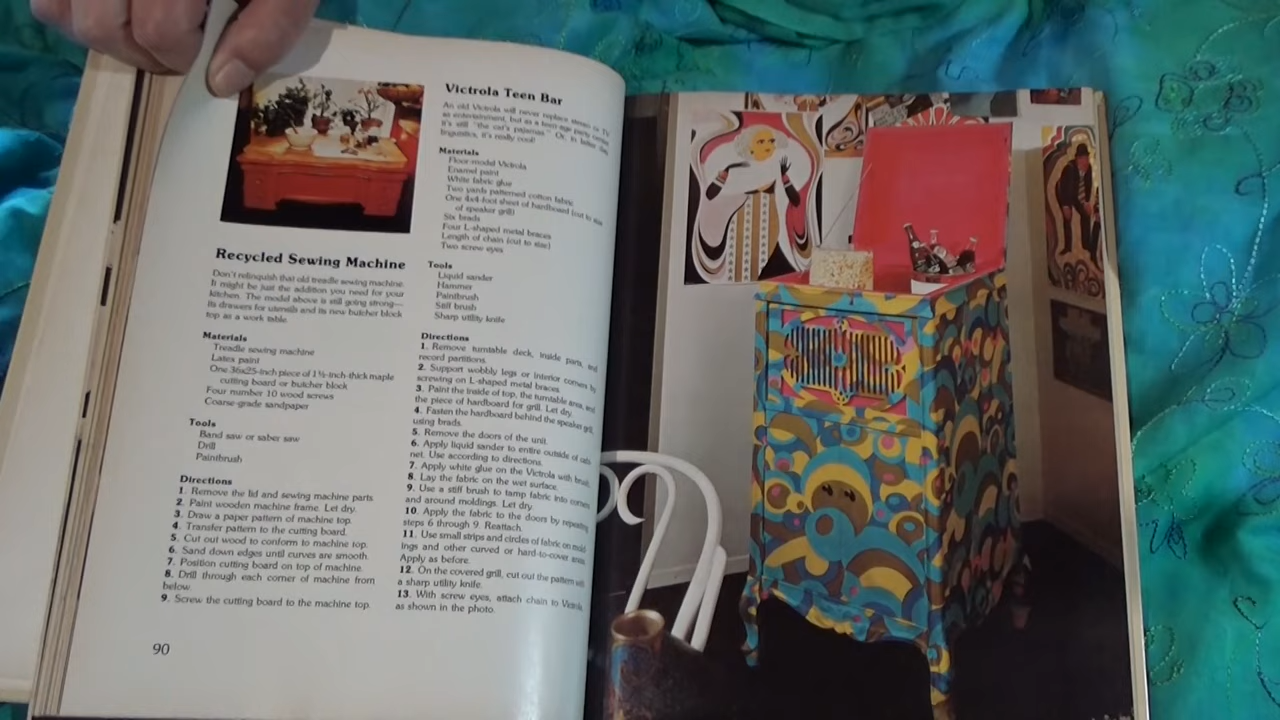 Recycled Sewing Machine
Don't relinquish that old treadle sewing machine.
It might be just the addition you need for your
kitchen. The model above is still going strong—
its drawers for utensils and its new butcher block
top as a work table.
Materials
Treadle sewing machine
Latex paint
One 36x25-inch piece of 1½-inch-thick maple
cutting board or butcher block
Four number 10 wood screws
Coarse-grade sandpaper
Tools
Band saw or saber saw
Drill
Paintbrush
Directions
1. Remove the lid and sewing machine parts.
2. Paint wooden machine frame. Let dry.
3. Draw a paper pattern of machine top.
4. Transfer pattern to the cutting board.
5. Cut out wood to conform to machine top.
6. Sand down edges until curves are smooth.
7. Position cutting board on top of machine.
8. Drill through each corner of machine from
below.
9. Screw the cutting board to the machine top.
90
Victrola Teen Bar
An old Victrola will never replace stereo or TV
as entertainment, but as a teen-age party center
it's still "the cat's pajamas." Or, in today's
linguistics, it's really cool!
Materials
Floor-model Victrola
Enamel paint
White fabric glue
Two yards patterned cotton fabric
One 4x4-foot sheet of hardboard (cut to size
of speaker grill)
Six brads
Four L-shaped metal braces
Length of chain (cut to size)
Two screw eyes
Tools
Liquid sander
Hammer
Paintbrush
Stiff brush
Sharp utility knife
Directions
1. Remove turntable deck, inside parts, and
record partitions.
2. Support wobbly legs or interior corners by
screwing on L-shaped metal braces.
3. Paint the inside of top, the turntable area, and
the piece of hardboard for grill. Let dry.
4. Fasten the hardboard behind the speaker grill,
using brads.
5. Remove the doors of the unit.
6. Apply liquid sander to entire outside of cabi-
net. Use according to directions.
7. Apply white glue on the Victrola with brush.
8. Lay the fabric on the wet surface.
9. Use a stiff brush to tamp fabric into corners
and around moldings. Let dry.
10. Apply the fabric to the doors by repeating
steps 6 through 9. Reattach.
11. Use small strips and circles of fabric on mold-
ings and other curved or hard-to-cover areas.
Apply as before.
12. On the covered grill, cut out the pattern with
a sharp utility knife.
13. With screw eyes, attach chain to Victrola
as shown in the photo.